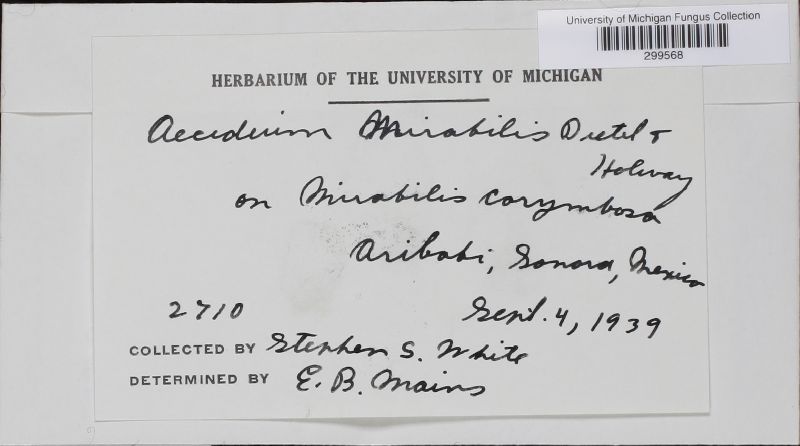 University of Michigan Fungus Collection
299568
HERBARIUM OF THE UNIVERSITY OF MICHIGAN
Aecidium Mirabilis Dietel &
Holway
on Mirabilis corymbosa
Aribabi, Sonora, Mexico
2710 Sept. 4, 1939
COLLECTED BY Stephen S. White
DETERMINED BY E. B. Mains